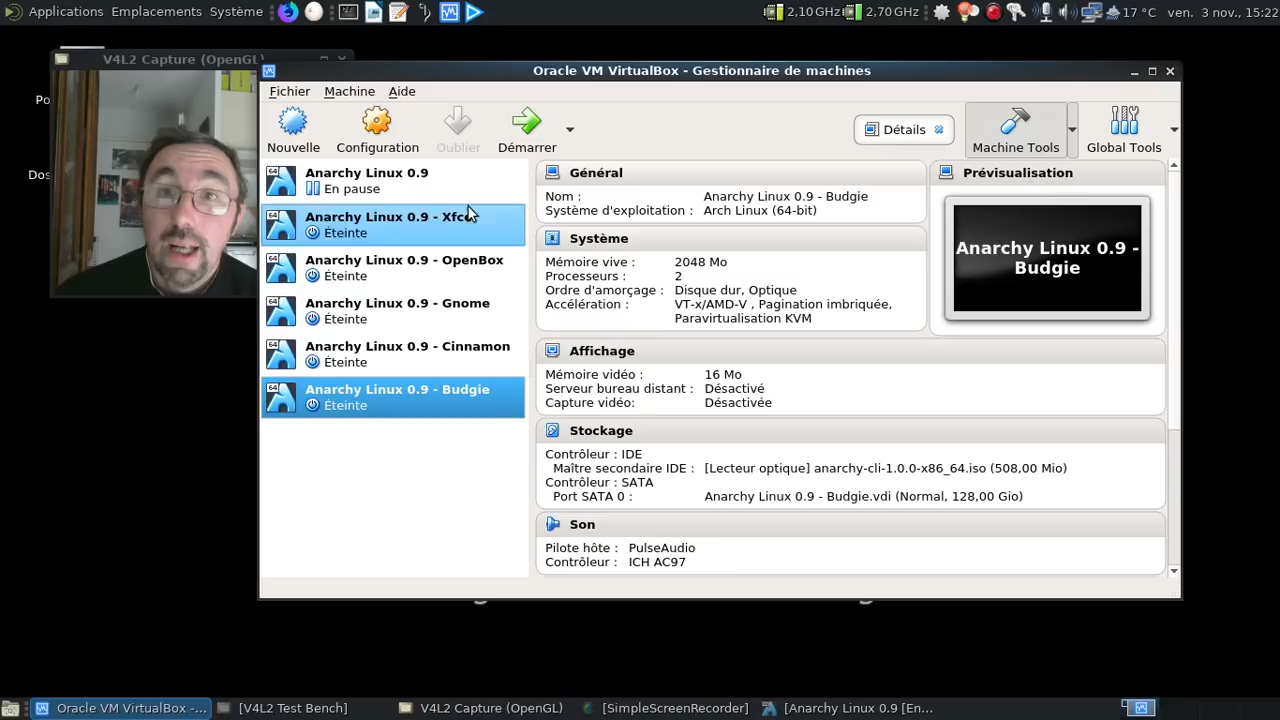 Applications Emplacements Système
2,10 GHz 2,70 GHz 17 °C ven. 3 nov., 15:22
V4L2 Capture (OpenGL)
Po
Dos
Oracle VM VirtualBox - Gestionnaire de machines
Fichier Machine Aide
Nouvelle Configuration Oublier Démarrer Détails Machine Tools Global Tools
64 Anarchy Linux 0.9
En pause
64 Anarchy Linux 0.9 - Xfce
Éteinte
64 Anarchy Linux 0.9 - OpenBox
Éteinte
64 Anarchy Linux 0.9 - Gnome
Éteinte
64 Anarchy Linux 0.9 - Cinnamon
Éteinte
64 Anarchy Linux 0.9 - Budgie
Éteinte
Général
Nom : Anarchy Linux 0.9 - Budgie
Système d'exploitation : Arch Linux (64-bit)
Système
Mémoire vive : 2048 Mo
Processeurs : 2
Ordre d'amorçage : Disque dur, Optique
Accélération : VT-x/AMD-V , Pagination imbriquée,
Paravirtualisation KVM
Prévisualisation
Anarchy Linux 0.9 -
Budgie
Affichage
Mémoire vidéo : 16 Mo
Serveur bureau distant : Désactivé
Capture vidéo: Désactivée
Stockage
Contrôleur : IDE
Maître secondaire IDE : [Lecteur optique] anarchy-cli-1.0.0-x86_64.iso (508,00 Mio)
Contrôleur : SATA
Port SATA 0 : Anarchy Linux 0.9 - Budgie.vdi (Normal, 128,00 Gio)
Son
Pilote hôte : PulseAudio
Contrôleur : ICH AC97
Oracle VM VirtualBox -... [V4L2 Test Bench] V4L2 Capture (OpenGL) [SimpleScreenRecorder] [Anarchy Linux 0.9 [En...